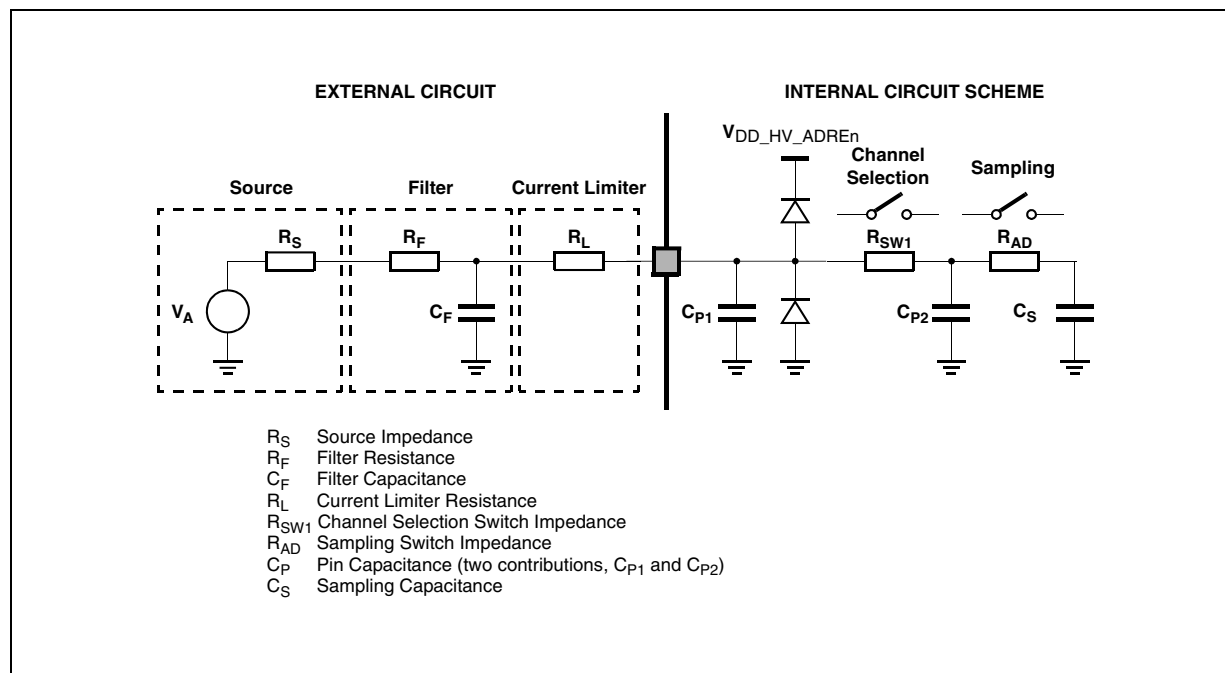 EXTERNAL CIRCUIT
INTERNAL CIRCUIT SCHEME
VDD_HV_ADREn
Channel
Selection
Sampling
Source
Filter
Current Limiter
RS
RF
RL
RSW1
RAD
VA
CF
CP1
CP2
CS
RS Source Impedance
RF Filter Resistance
CF Filter Capacitance
RL Current Limiter Resistance
RSW1 Channel Selection Switch Impedance
RAD Sampling Switch Impedance
CP Pin Capacitance (two contributions, CP1 and CP2)
CS Sampling Capacitance